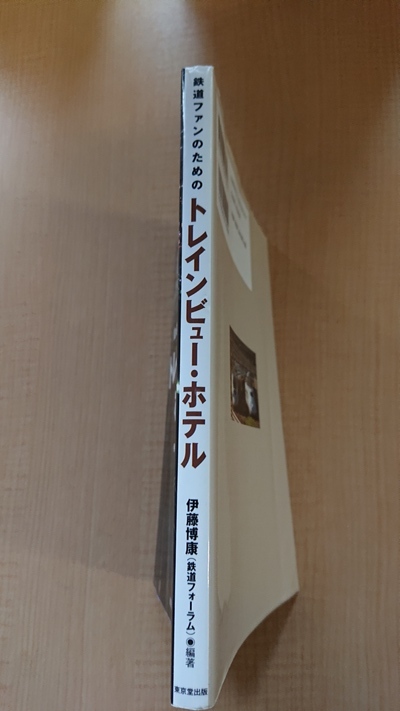 鉄道ファンのための
トレインビュー・ホテル
伊藤博康(鉄道フォーラム)●編著
東京堂出版